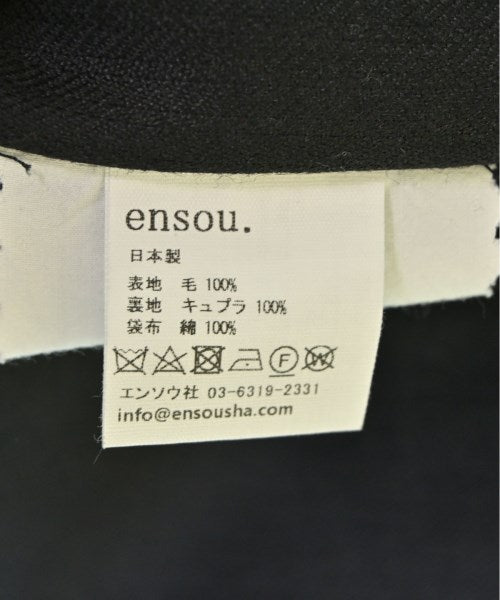 ensou.
日本製
表地 毛 100%
裏地 キュプラ 100%
袋布 綿 100%
エンソウ社 03-6319-2331
info@ensousha.com